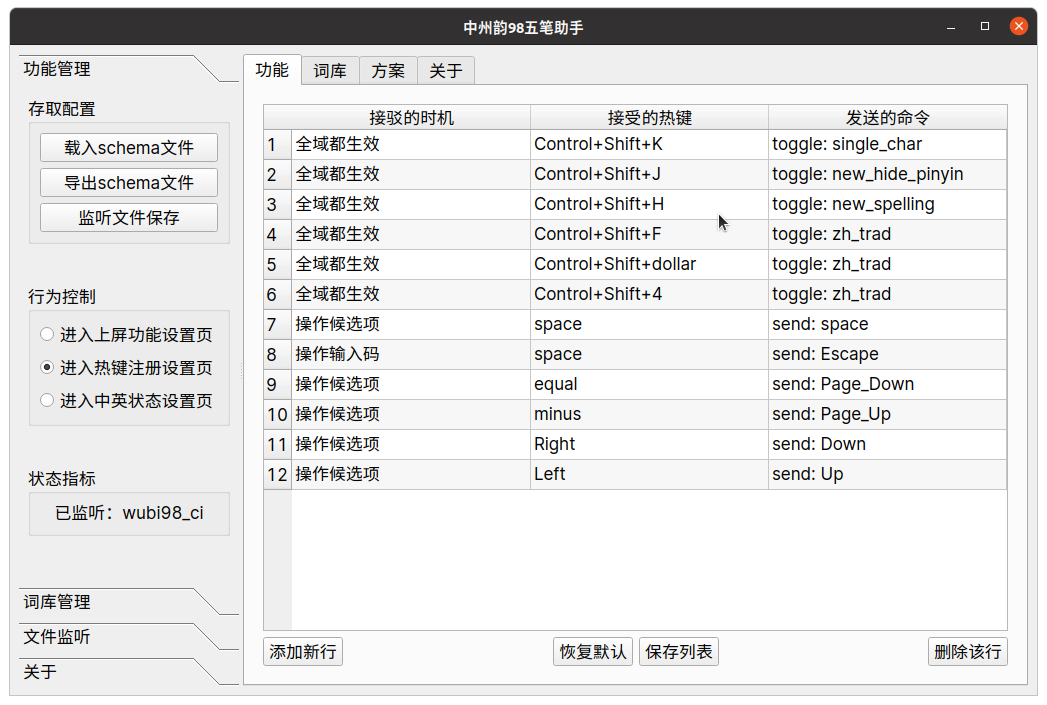 中州韵98五笔助手
功能管理
存取配置
载入schema文件
导出schema文件
监听文件保存
行为控制
进入上屏功能设置页
进入热键注册设置页
进入中英状态设置页
状态指标
已监听：wubi98_ci
词库管理
文件监听
关于
功能 词库 方案 关于
接驳的时机 接受的热键 发送的命令
1 全域都生效 Control+Shift+K toggle: single_char
2 全域都生效 Control+Shift+J toggle: new_hide_pinyin
3 全域都生效 Control+Shift+H toggle: new_spelling
4 全域都生效 Control+Shift+F toggle: zh_trad
5 全域都生效 Control+Shift+dollar toggle: zh_trad
6 全域都生效 Control+Shift+4 toggle: zh_trad
7 操作候选项 space send: space
8 操作输入码 space send: Escape
9 操作候选项 equal send: Page_Down
10 操作候选项 minus send: Page_Up
11 操作候选项 Right send: Down
12 操作候选项 Left send: Up
添加新行 恢复默认 保存列表 删除该行